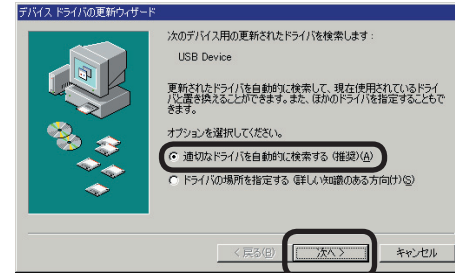 デバイス ドライバの更新ウィザード
次のデバイス用の更新されたドライバを検索します :
USB Device
更新されたドライバを自動的に検索して、現在使用されているドライ
バと置き換えることができます。また、ほかのドライバを指定することもで
きます。
オプションを選択してください。
適切なドライバを自動的に検索する (推奨)(A)
ドライバの場所を指定する (詳しい知識のある方向け)(S)
< 戻る(B)
次へ >
キャンセル